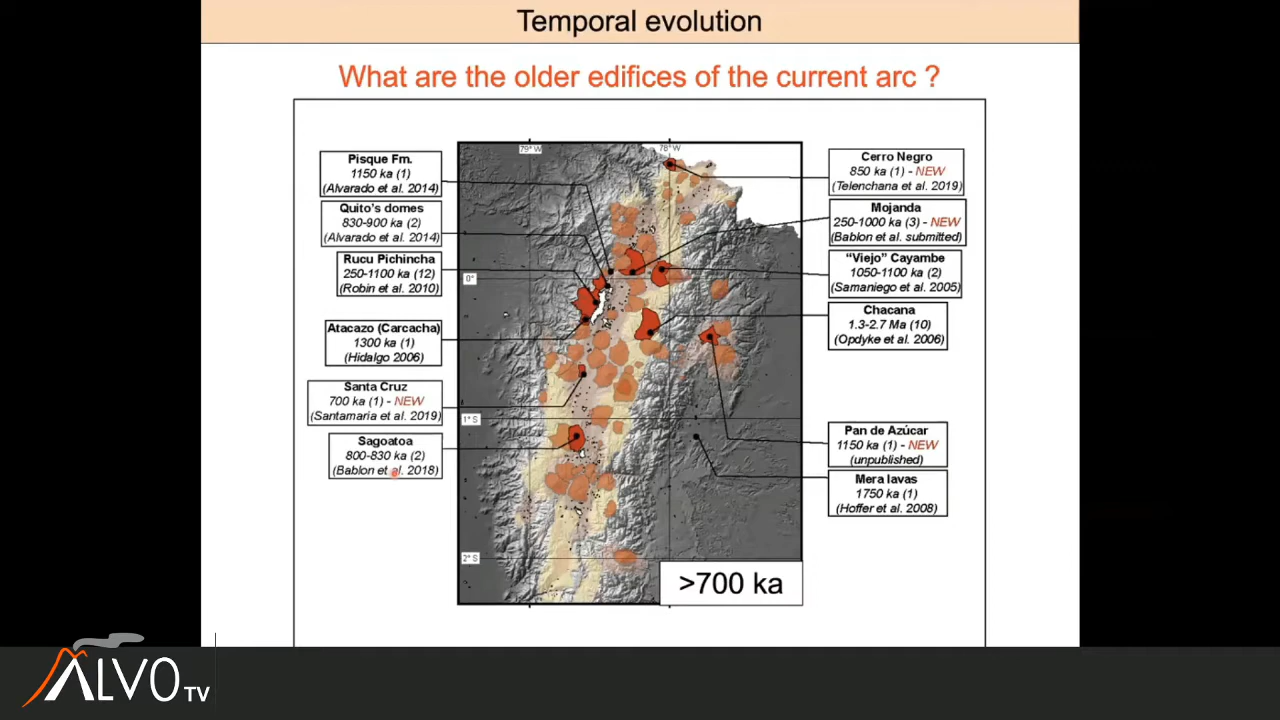 Temporal evolution
What are the older edifices of the current arc ?
79° W
78° W
Pisque Fm.
1150 ka (1)
(Alvarado et al. 2014)
Quito's domes
830-900 ka (2)
(Alvarado et al. 2014)
Rucu Pichincha
250-1100 ka (12)
(Robin et al. 2010)
Atacazo (Carcacha)
1300 ka (1)
(Hidalgo 2006)
Santa Cruz
700 ka (1) - NEW
(Santamaria et al. 2019)
Sagoatoa
800-830 ka (2)
(Bablon et al. 2018)
0°
1° S
2° S
Cerro Negro
850 ka (1) - NEW
(Telenchana et al. 2019)
Mojanda
250-1000 ka (3) - NEW
(Bablon et al. submitted)
“Viejo” Cayambe
1050-1100 ka (2)
(Samaniego et al. 2005)
Chacana
1.3-2.7 Ma (10)
(Opdyke et al. 2006)
Pan de Azúcar
1150 ka (1) - NEW
(unpublished)
Mera lavas
1750 ka (1)
(Hoffer et al. 2008)
>700 ka
ALVO TV